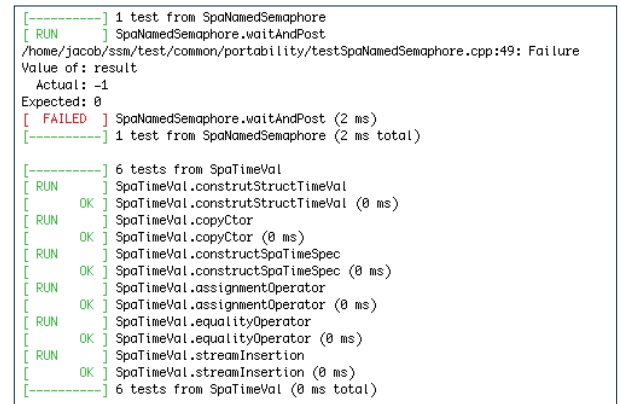 [----------] 1 test from SpaNamedSemaphore
[ RUN      ] SpaNamedSemaphore.waitAndPost
/home/jacob/ssm/test/common/portability/testSpaNamedSemaphore.cpp:49: Failure
Value of: result
  Actual: -1
Expected: 0
[  FAILED  ] SpaNamedSemaphore.waitAndPost (2 ms)
[----------] 1 test from SpaNamedSemaphore (2 ms total)

[----------] 6 tests from SpaTimeVal
[ RUN      ] SpaTimeVal.construtStructTimeVal
[       OK ] SpaTimeVal.construtStructTimeVal (0 ms)
[ RUN      ] SpaTimeVal.copyCtor
[       OK ] SpaTimeVal.copyCtor (0 ms)
[ RUN      ] SpaTimeVal.constructSpaTimeSpec
[       OK ] SpaTimeVal.constructSpaTimeSpec (0 ms)
[ RUN      ] SpaTimeVal.assignmentOperator
[       OK ] SpaTimeVal.assignmentOperator (0 ms)
[ RUN      ] SpaTimeVal.equalityOperator
[       OK ] SpaTimeVal.equalityOperator (0 ms)
[ RUN      ] SpaTimeVal.streamInsertion
[       OK ] SpaTimeVal.streamInsertion (0 ms)
[----------] 6 tests from SpaTimeVal (0 ms total)